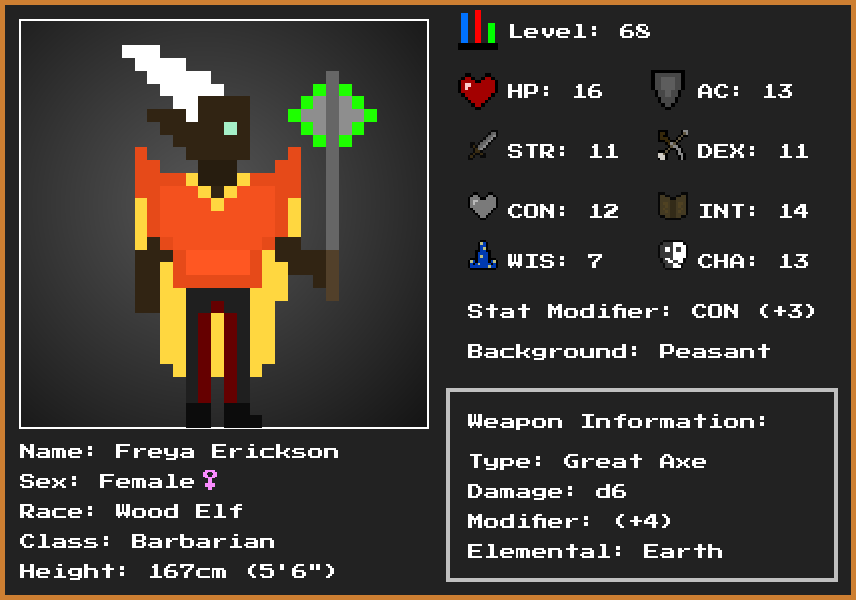 Level: 68
HP: 16
AC: 13
STR: 11
DEX: 11
CON: 12
INT: 14
WIS: 7
CHA: 13
Stat Modifier: CON (+3)
Background: Peasant
Weapon Information:
Type: Great Axe
Damage: d6
Modifier: (+4)
Elemental: Earth
Name: Freya Erickson
Sex: Female♀
Race: Wood Elf
Class: Barbarian
Height: 167cm (5'6")